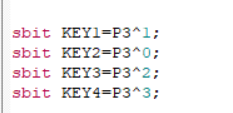 sbit KEY1=P3^1;
sbit KEY2=P3^0;
sbit KEY3=P3^2;
sbit KEY4=P3^3;